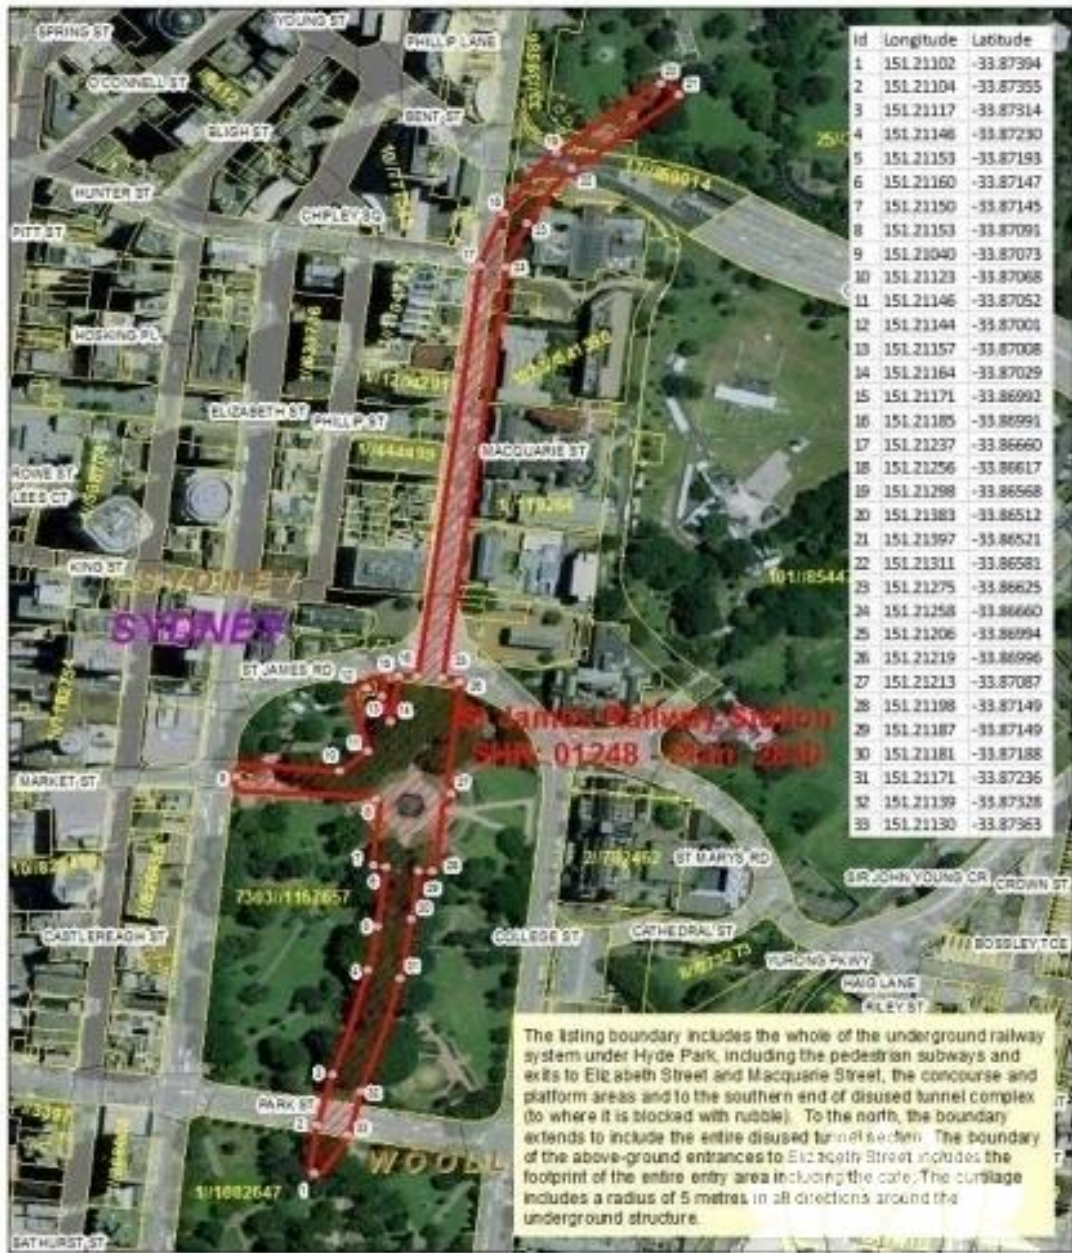 SPRING ST
YOUNG ST
PHILLIP LANE
O'CONNELL ST
BENT ST
BLIGH ST
HUNTER ST
CHIFLEY SQ
PITT ST
HOSKING PL
ELIZABETH ST
PHILLIP ST
MACQUARIE ST
1//444499
ROWE ST
LEES CT
KING ST
SYDNEY
SYDNEY
ST JAMES RD
St James Railway Station
SHR 01248 - Plan
MARKET ST
2//782462
ST MARYS RD
7303//1167657
SIR JOHN YOUNG CR
CROWN ST
CASTLEREAGH ST
COLLEGE ST
CATHEDRAL ST
BOSSLEY TCE
YURONG PKWY
HAIG LANE
RILEY ST
PARK ST
WOOLL
1//1082647
BATHURST ST
Id Longitude Latitude
1 151.21102 -33.87394
2 151.21104 -33.87355
3 151.21117 -33.87314
4 151.21146 -33.87230
5 151.21153 -33.87193
6 151.21160 -33.87147
7 151.21150 -33.87145
8 151.21153 -33.87091
9 151.21040 -33.87073
10 151.21123 -33.87068
11 151.21146 -33.87052
12 151.21144 -33.87001
13 151.21157 -33.87008
14 151.21164 -33.87029
15 151.21171 -33.86992
16 151.21185 -33.86991
17 151.21237 -33.86660
18 151.21256 -33.86617
19 151.21298 -33.86568
20 151.21383 -33.86512
21 151.21397 -33.86521
22 151.21311 -33.86581
23 151.21275 -33.86625
24 151.21258 -33.86660
25 151.21206 -33.86994
26 151.21219 -33.86996
27 151.21213 -33.87087
28 151.21198 -33.87149
29 151.21187 -33.87149
30 151.21181 -33.87188
31 151.21171 -33.87236
32 151.21139 -33.87328
33 151.21130 -33.87363
The listing boundary includes the whole of the underground railway
system under Hyde Park, including the pedestrian subways and
exits to Elizabeth Street and Macquarie Street, the concourse and
platform areas and to the southern end of disused tunnel complex
(to where it is blocked with rubble). To the north, the boundary
extends to include the entire disused tunnel section. The boundary
of the above-ground entrances to Elizabeth Street includes the
footprint of the entire entry area including the cafe. The curtilage
includes a radius of 5 metres in all directions around the
underground structure.